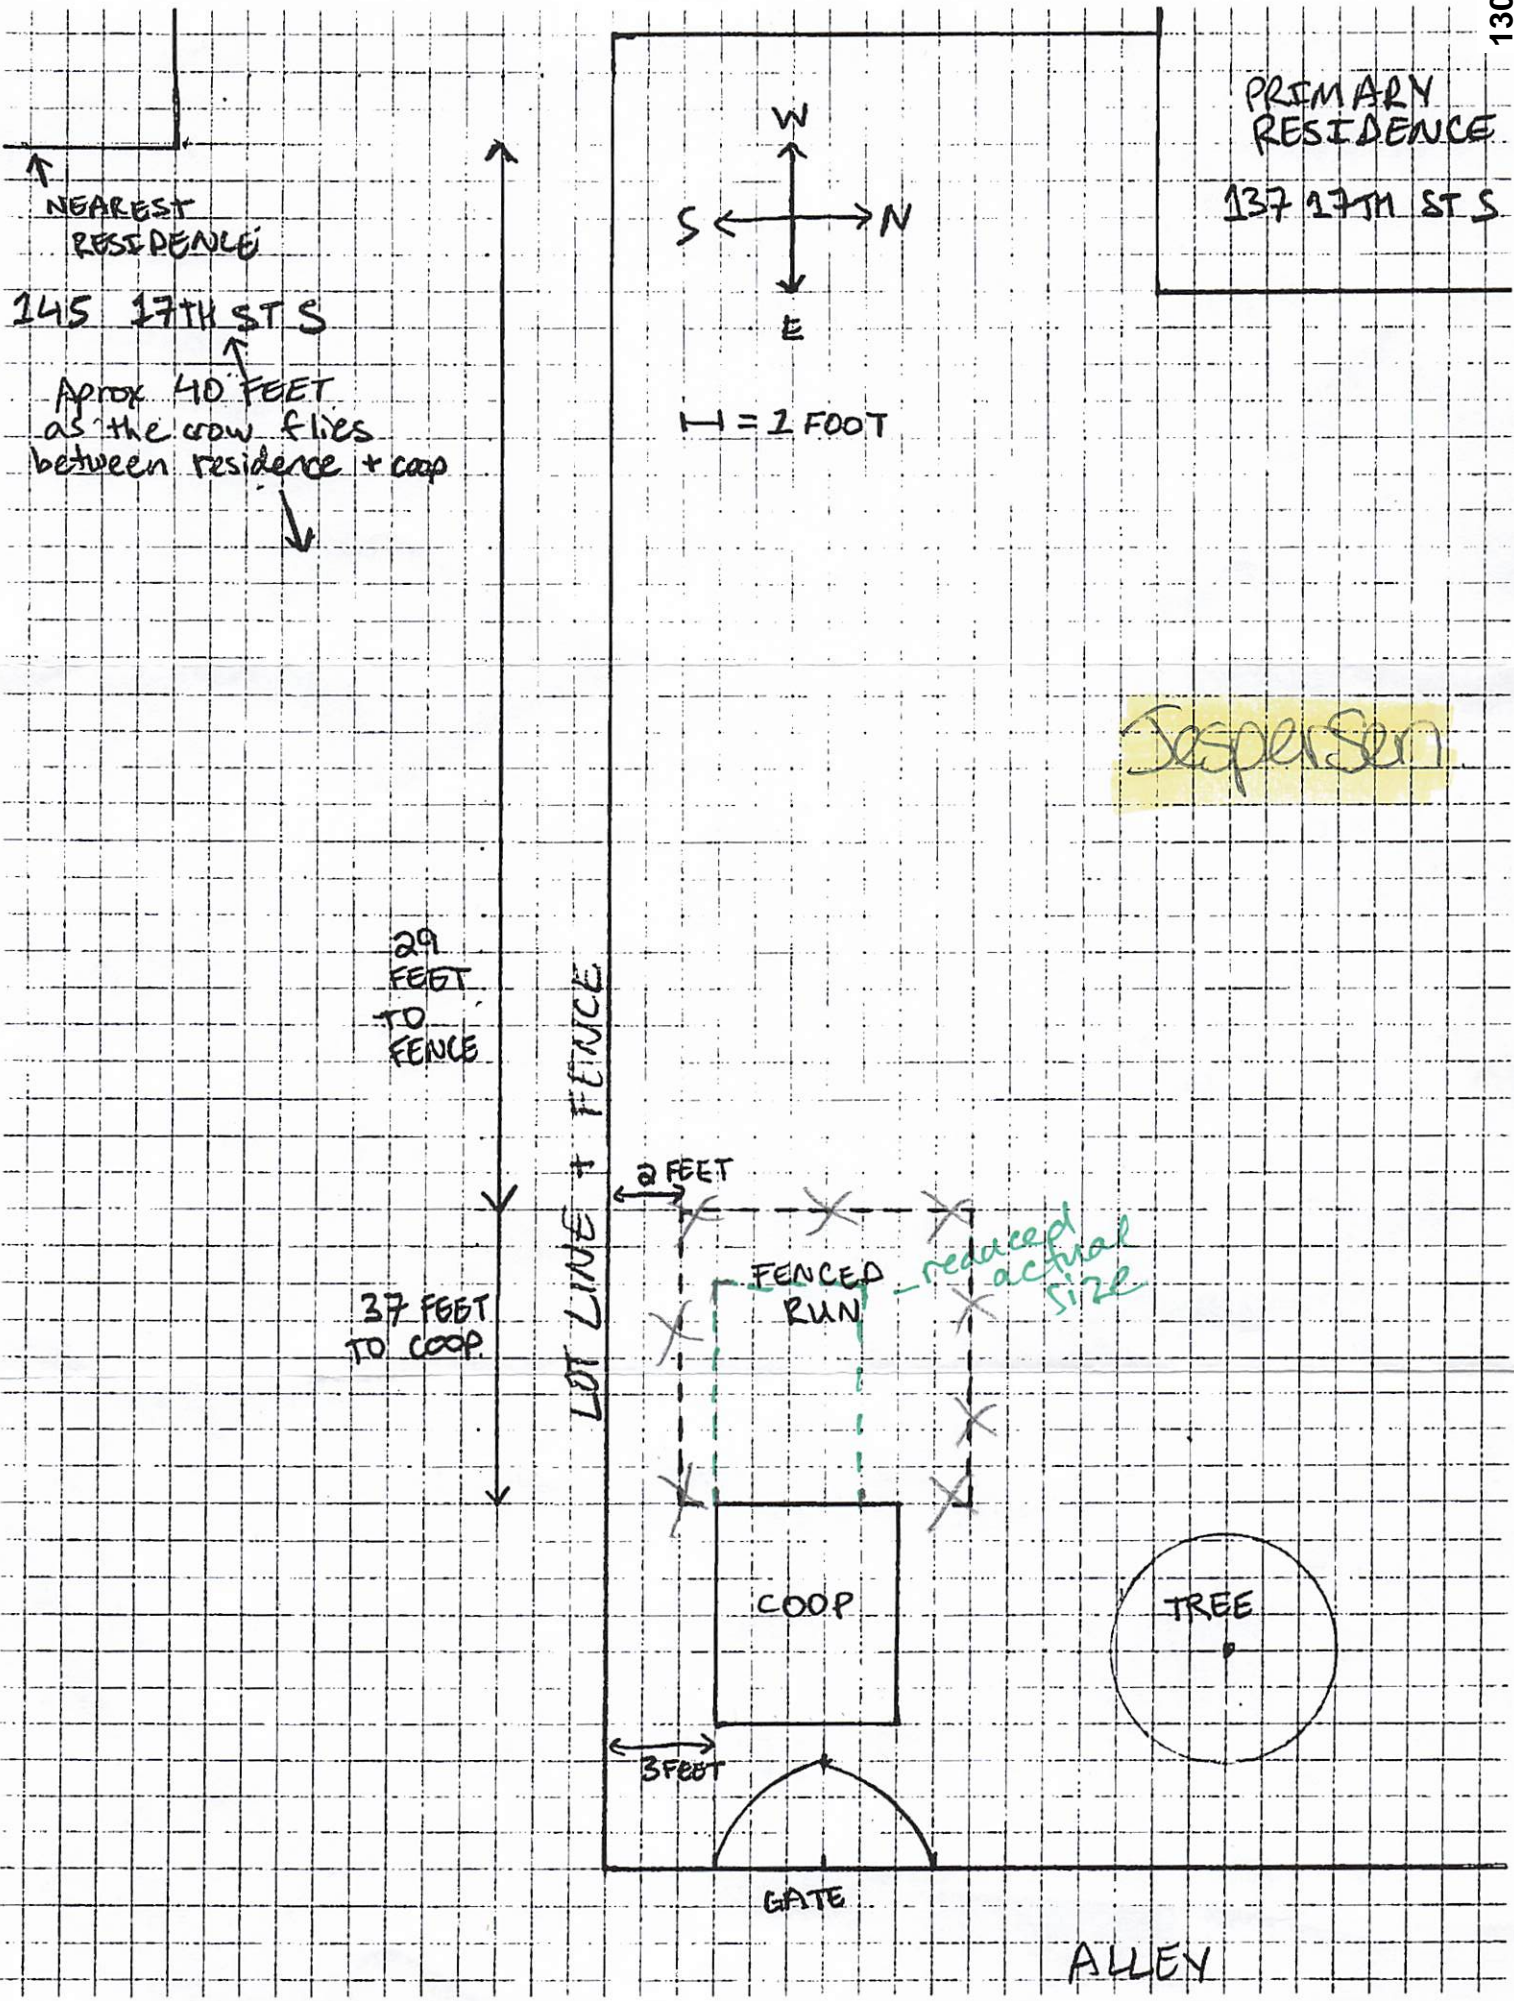 130
PRIMARY
RESIDENCE
137 17TH ST S
W
S N
E
NEAREST
RESIDENCE
145 17TH ST S
Aprox 40 FEET
as the crow flies
between residence + coop
= 1 FOOT
Jespersen
29
FEET
TO
FENCE
LOT LINE + FENCE
2 FEET
reduced
actual
size
FENCED
RUN
37 FEET
TO COOP
COOP
TREE
3 FEET
GATE
ALLEY